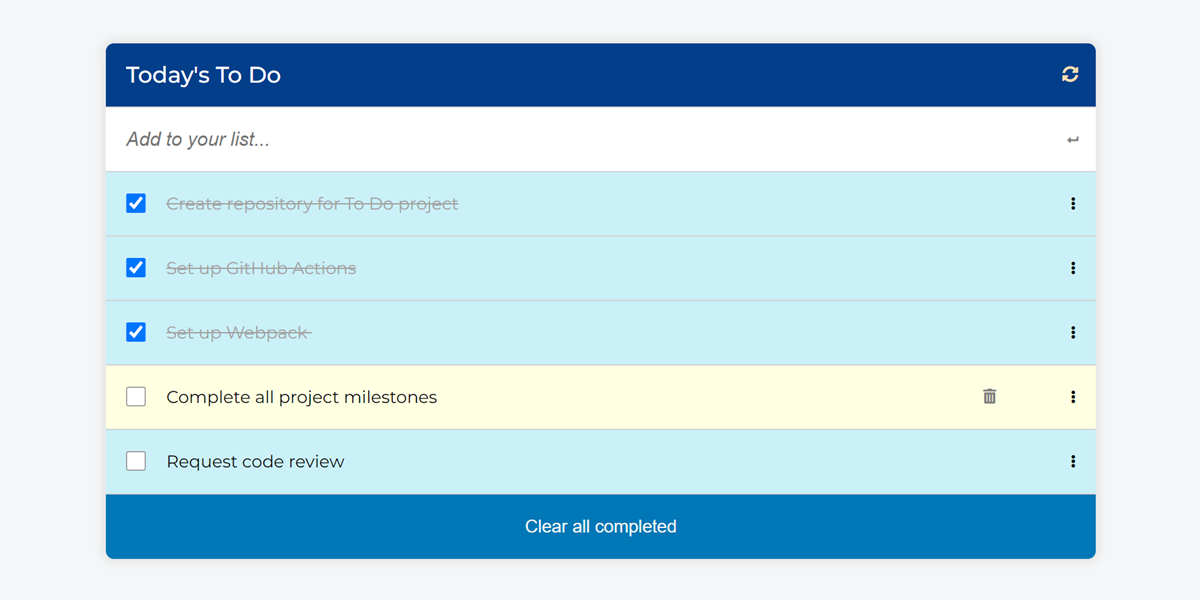 Today's To Do
Add to your list...
Create repository for To Do project
Set up GitHub Actions
Set up Webpack
Complete all project milestones
Request code review
Clear all completed